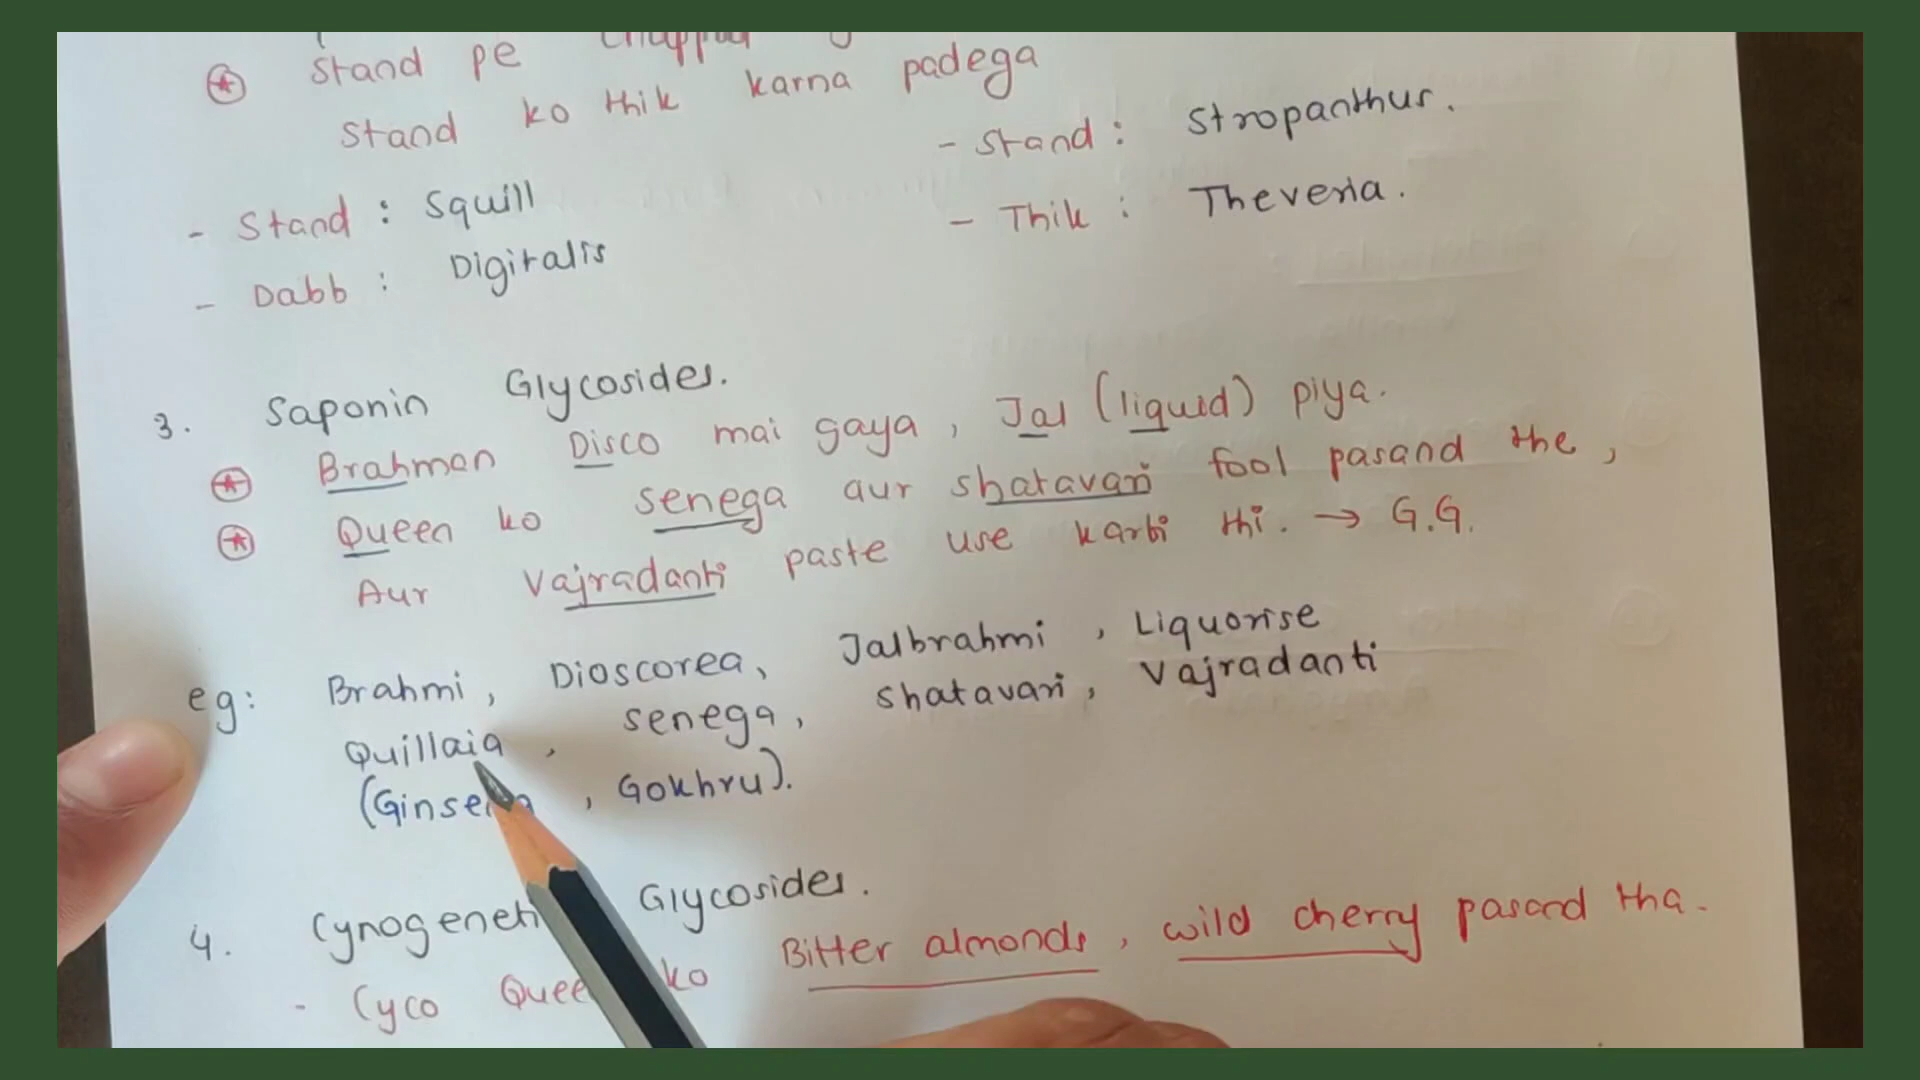 Stand pe
Stand ko thik karna padega
- Stand : Squill
- Dabb : Digitalis
- Stand : Stropanthus.
- Thik : Theveria.
3. Saponin Glycosides.
Brahman Disco mai gaya , Jal (liquid) piya.
Queen ko senega aur shatavari fool pasand the ,
Aur Vajradanti paste use karti thi. → G.G.
eg: Brahmi , Dioscorea, Jalbrahmi , Liquorise
Quillaia , senega, shatavari, Vajradanti
(Ginseng , Gokhru).
4. Cynogeneti Glycosides.
- Cyco Quee ko Bitter almonds , wild cherry pasand tha.